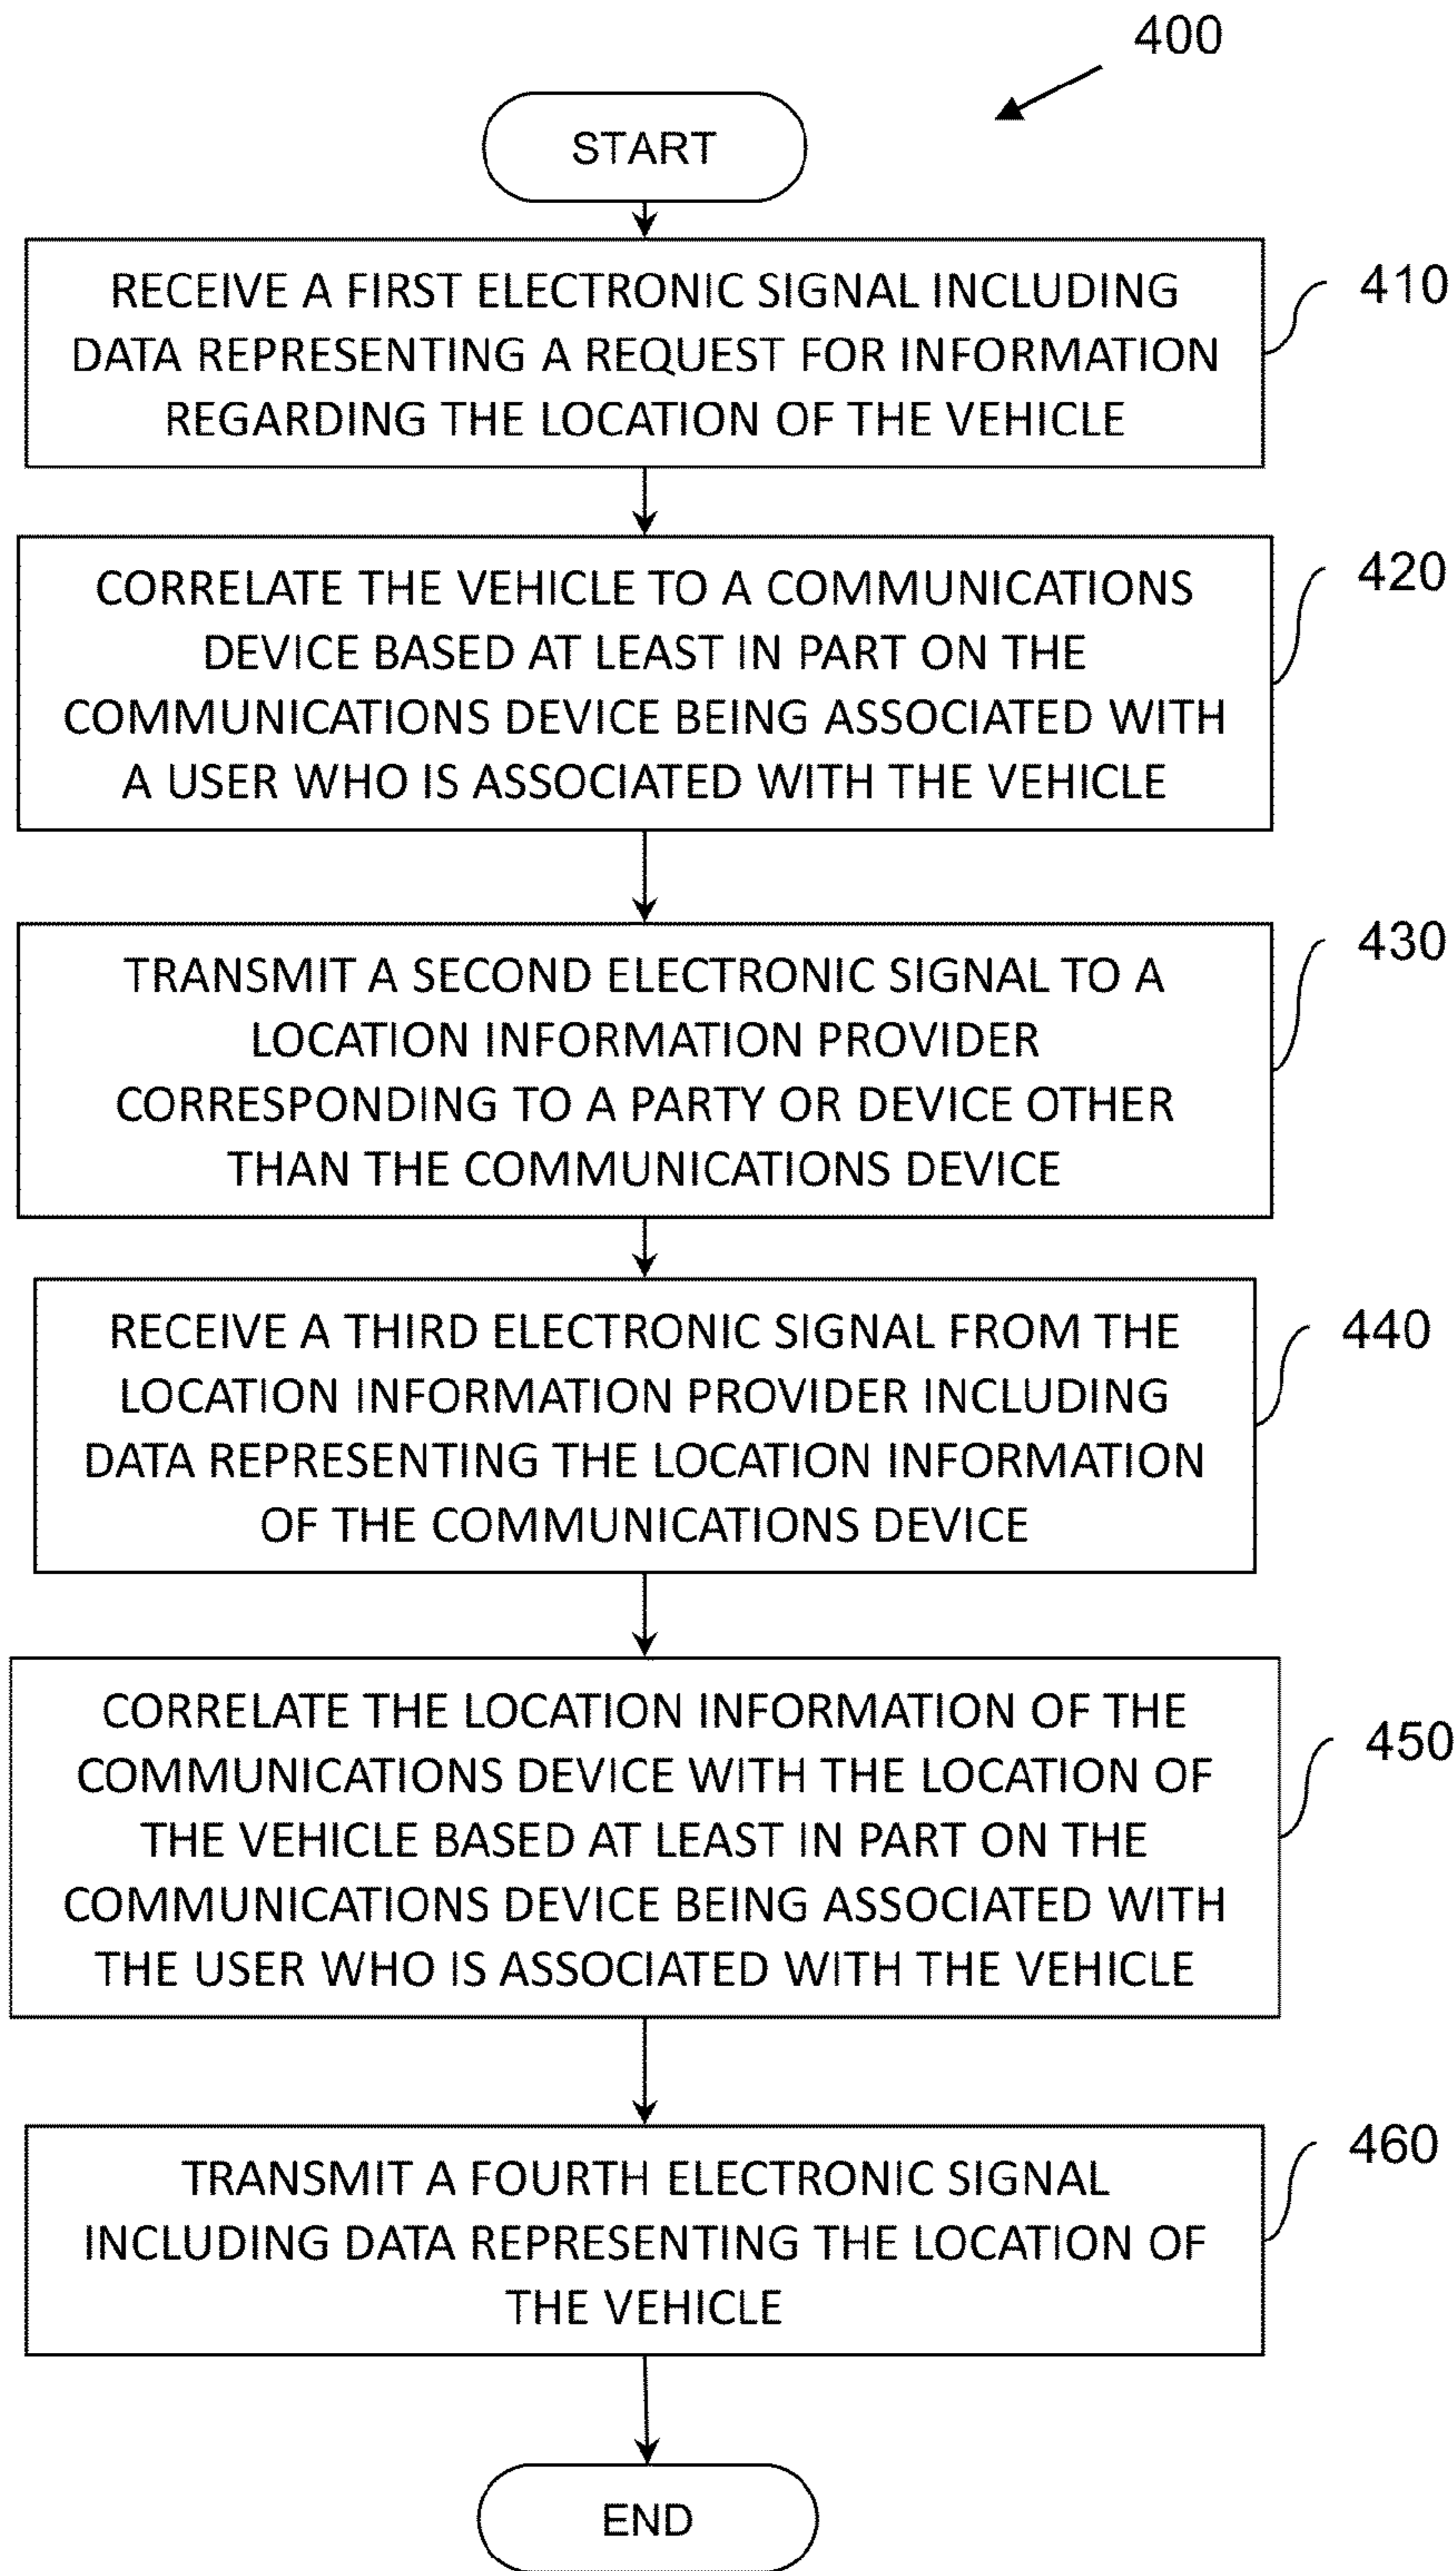 400
START
RECEIVE A FIRST ELECTRONIC SIGNAL INCLUDING
DATA REPRESENTING A REQUEST FOR INFORMATION
REGARDING THE LOCATION OF THE VEHICLE
410
CORRELATE THE VEHICLE TO A COMMUNICATIONS
DEVICE BASED AT LEAST IN PART ON THE
COMMUNICATIONS DEVICE BEING ASSOCIATED WITH
A USER WHO IS ASSOCIATED WITH THE VEHICLE
420
TRANSMIT A SECOND ELECTRONIC SIGNAL TO A
LOCATION INFORMATION PROVIDER
CORRESPONDING TO A PARTY OR DEVICE OTHER
THAN THE COMMUNICATIONS DEVICE
430
RECEIVE A THIRD ELECTRONIC SIGNAL FROM THE
LOCATION INFORMATION PROVIDER INCLUDING
DATA REPRESENTING THE LOCATION INFORMATION
OF THE COMMUNICATIONS DEVICE
440
CORRELATE THE LOCATION INFORMATION OF THE
COMMUNICATIONS DEVICE WITH THE LOCATION OF
THE VEHICLE BASED AT LEAST IN PART ON THE
COMMUNICATIONS DEVICE BEING ASSOCIATED WITH
THE USER WHO IS ASSOCIATED WITH THE VEHICLE
450
TRANSMIT A FOURTH ELECTRONIC SIGNAL
INCLUDING DATA REPRESENTING THE LOCATION OF
THE VEHICLE
460
END